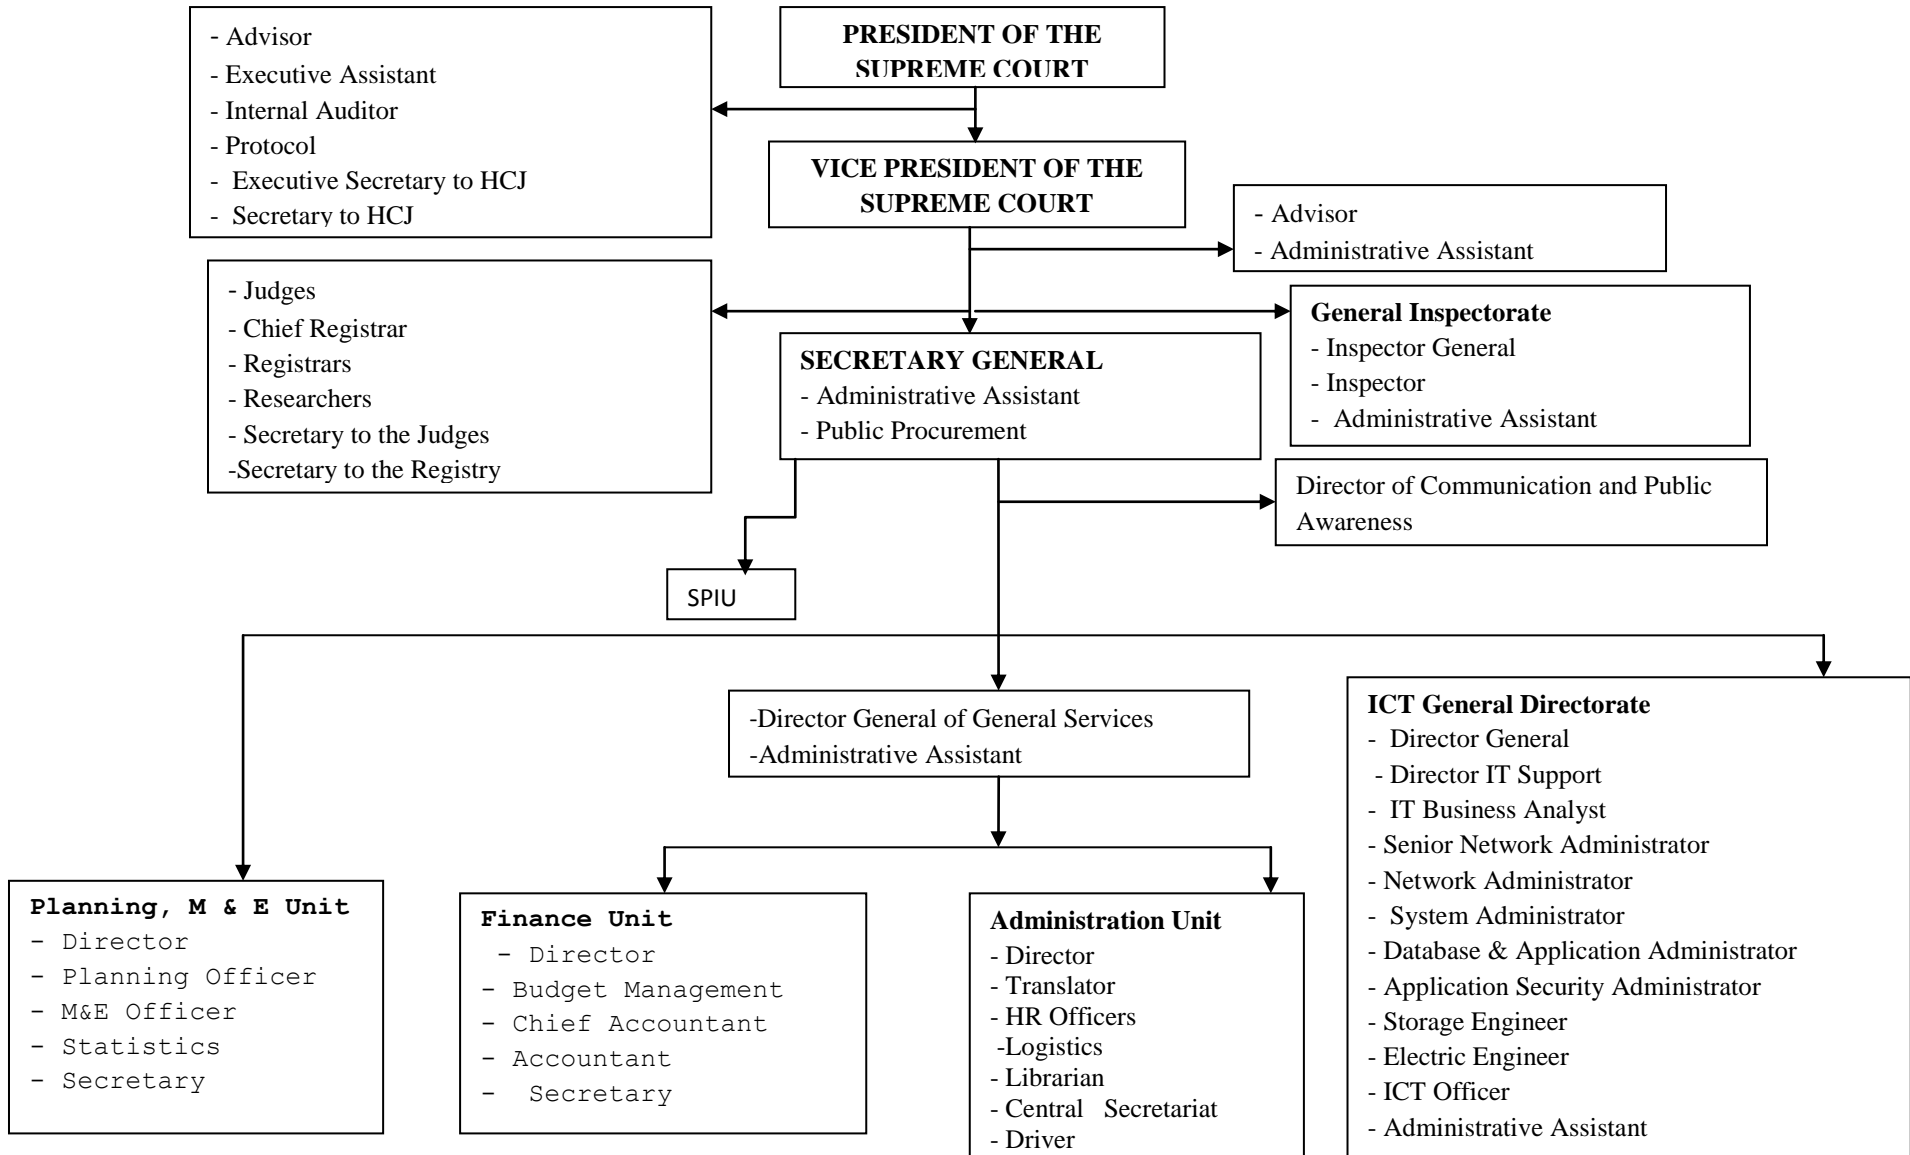 - Advisor
- Executive Assistant
- Internal Auditor
- Protocol
- Executive Secretary to HCJ
- Secretary to HCJ
PRESIDENT OF THE
SUPREME COURT
VICE PRESIDENT OF THE
SUPREME COURT
- Advisor
- Administrative Assistant
- Judges
- Chief Registrar
- Registrars
- Researchers
- Secretary to the Judges
-Secretary to the Registry
General Inspectorate
- Inspector General
- Inspector
- Administrative Assistant
SECRETARY GENERAL
- Administrative Assistant
- Public Procurement
Director of Communication and Public
Awareness
SPIU
-Director General of General Services
-Administrative Assistant
Planning, M & E Unit
- Director
- Planning Officer
- M&E Officer
- Statistics
- Secretary
Finance Unit
- Director
- Budget Management
- Chief Accountant
- Accountant
- Secretary
Administration Unit
- Director
- Translator
- HR Officers
-Logistics
- Librarian
- Central Secretariat
- Driver
ICT General Directorate
- Director General
- Director IT Support
- IT Business Analyst
- Senior Network Administrator
- Network Administrator
- System Administrator
- Database & Application Administrator
- Application Security Administrator
- Storage Engineer
- Electric Engineer
- ICT Officer
- Administrative Assistant